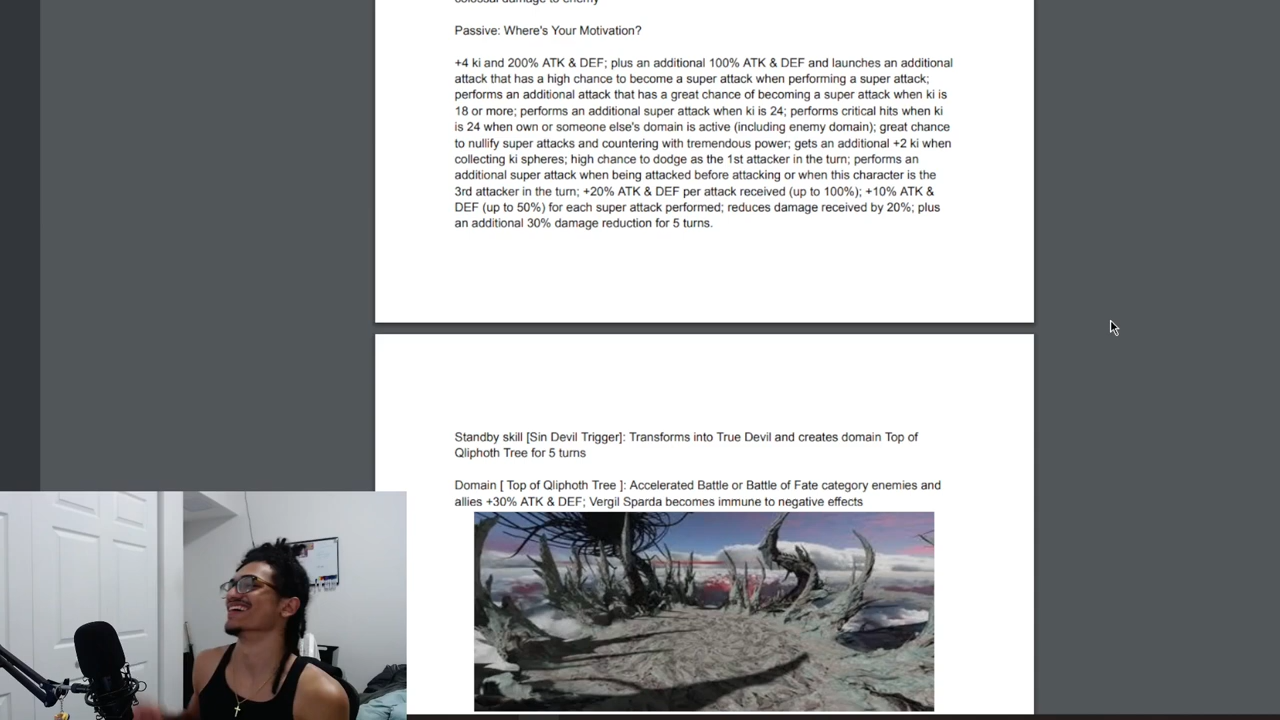 colossal damage to enemy
Passive: Where's Your Motivation?
+4 ki and 200% ATK & DEF; plus an additional 100% ATK & DEF and launches an additional
attack that has a high chance to become a super attack when performing a super attack;
performs an additional attack that has a great chance of becoming a super attack when ki is
18 or more; performs an additional super attack when ki is 24; performs critical hits when ki
is 24 when own or someone else's domain is active (including enemy domain); great chance
to nullify super attacks and countering with tremendous power; gets an additional +2 ki when
collecting ki spheres; high chance to dodge as the 1st attacker in the turn; performs an
additional super attack when being attacked before attacking or when this character is the
3rd attacker in the turn; +20% ATK & DEF per attack received (up to 100%); +10% ATK &
DEF (up to 50%) for each super attack performed; reduces damage received by 20%; plus
an additional 30% damage reduction for 5 turns.
Standby skill [Sin Devil Trigger]: Transforms into True Devil and creates domain Top of
Qliphoth Tree for 5 turns
Domain [ Top of Qliphoth Tree ]: Accelerated Battle or Battle of Fate category enemies and
allies +30% ATK & DEF; Vergil Sparda becomes immune to negative effects